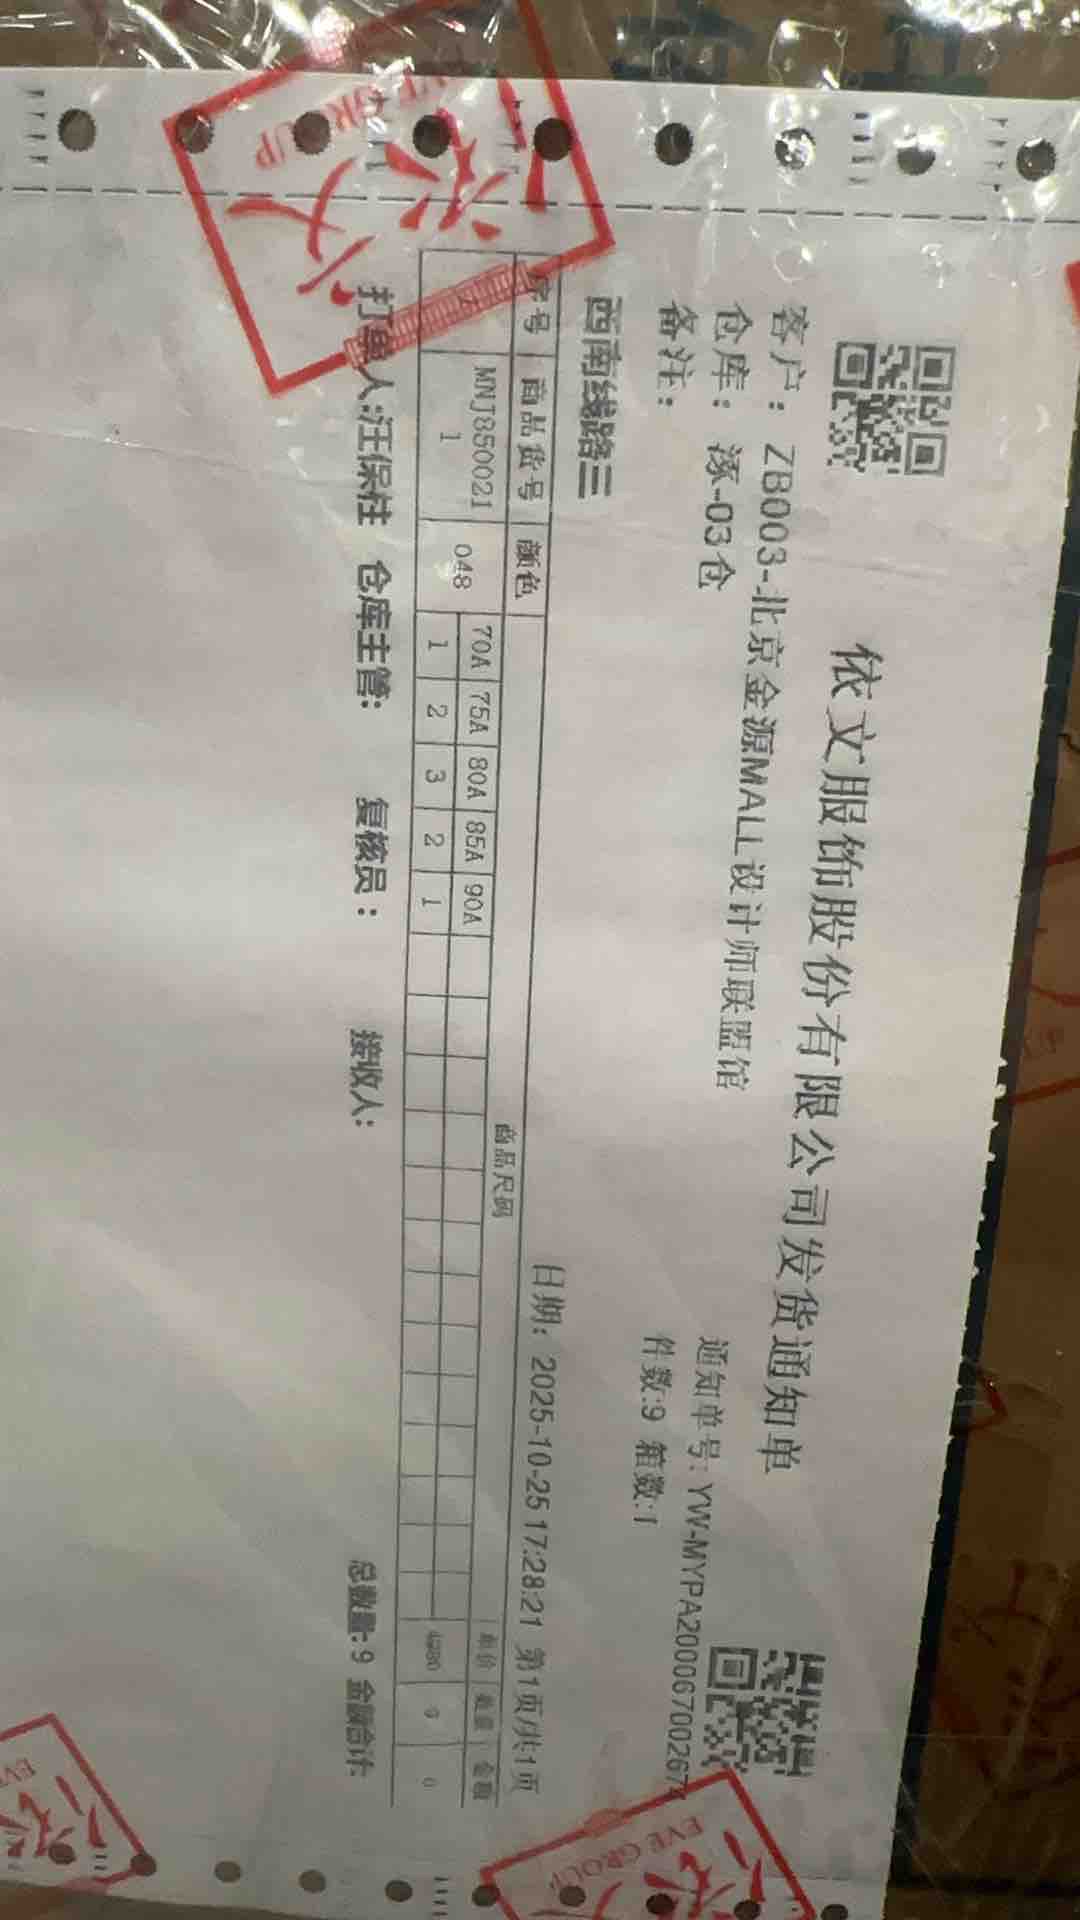 依文服饰股份有限公司发货通知单
客户: ZB003-北京金源MALL设计师联盟馆
仓库: 涿-03仓
通知单号: YW-MYPA2000670026
备注:
件数:9 箱数:1
西南线路三
日期: 2025-10-25 17:28:21 第1页/共1页
序号 商品货号 颜色 商品尺码 单价 数量 金额
MNJ850021 048 70A 75A 80A 85A 90A 4980 9 0
1 1 2 3 2 1
打单人:汪保柱 仓库主管: 复核员: 接收人: 总数量:9 金额合计:
EVE GROUP
EVE GROUP
EVE